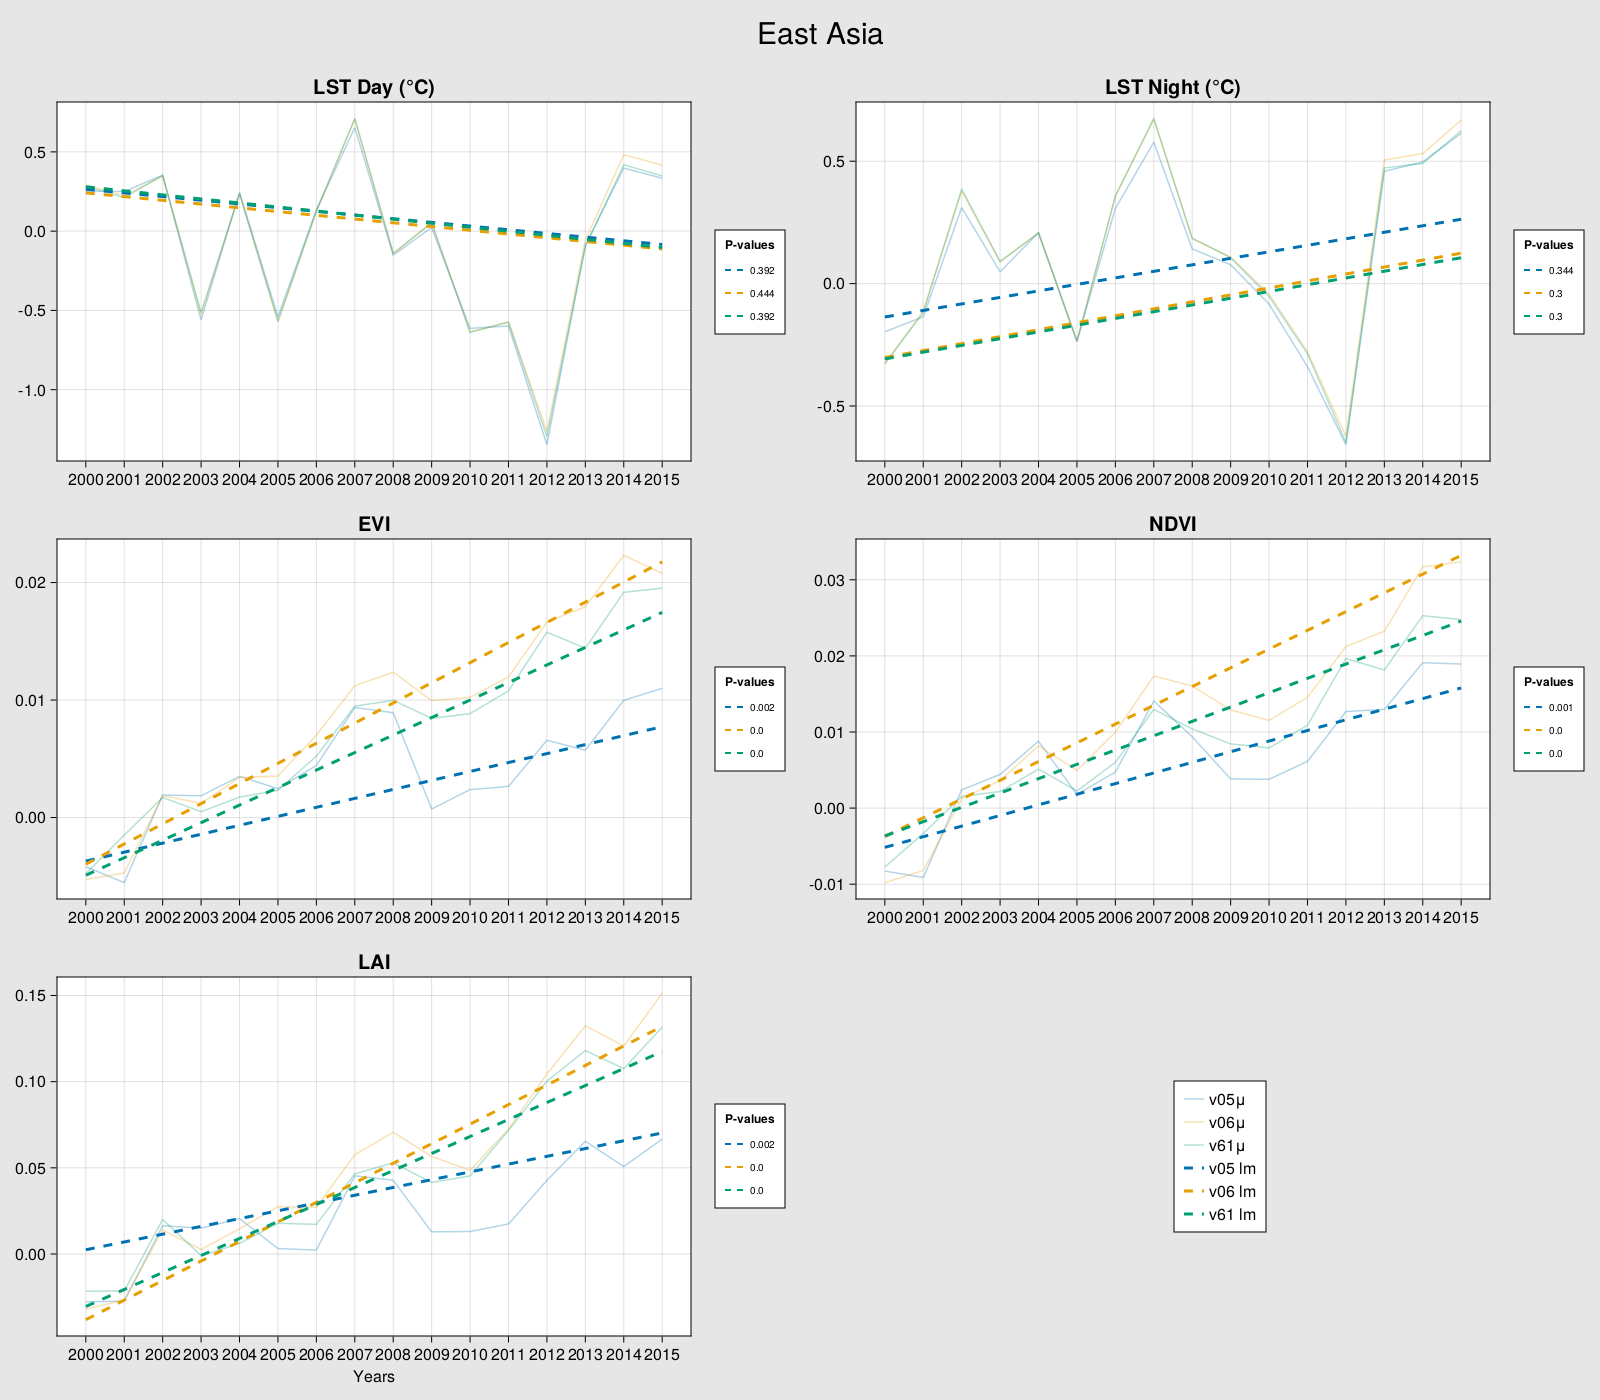 East Asia
LST Day (°C)
0.5
0.0
-0.5
-1.0
2000 2001 2002 2003 2004 2005 2006 2007 2008 2009 2010 2011 2012 2013 2014 2015
P-values
0.392
0.444
0.392
LST Night (°C)
0.5
0.0
-0.5
2000 2001 2002 2003 2004 2005 2006 2007 2008 2009 2010 2011 2012 2013 2014 2015
P-values
0.344
0.3
0.3
EVI
0.02
0.01
0.00
2000 2001 2002 2003 2004 2005 2006 2007 2008 2009 2010 2011 2012 2013 2014 2015
P-values
0.002
0.0
0.0
NDVI
0.03
0.02
0.01
0.00
-0.01
2000 2001 2002 2003 2004 2005 2006 2007 2008 2009 2010 2011 2012 2013 2014 2015
P-values
0.001
0.0
0.0
LAI
0.15
0.10
0.05
0.00
2000 2001 2002 2003 2004 2005 2006 2007 2008 2009 2010 2011 2012 2013 2014 2015
Years
P-values
0.002
0.0
0.0
v05μ
v06μ
v61μ
v05 lm
v06 lm
v61 lm